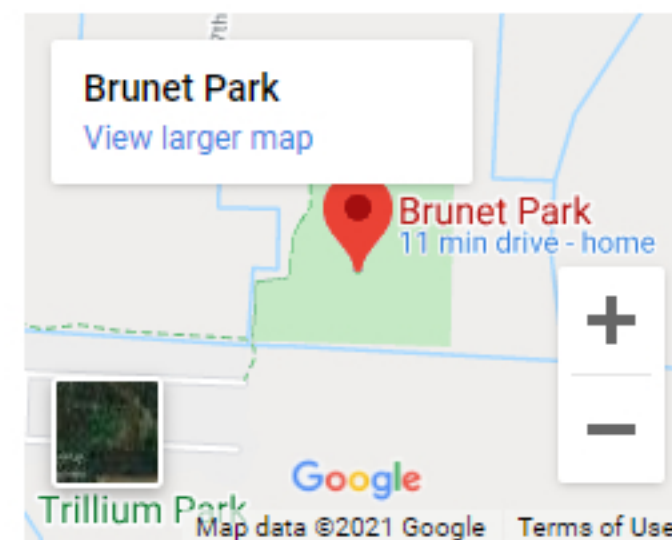 7th
Brunet Park
View larger map
Brunet Park
11 min drive - home
+
−
Google
Trillium Park
Map data ©2021 Google
Terms of Use